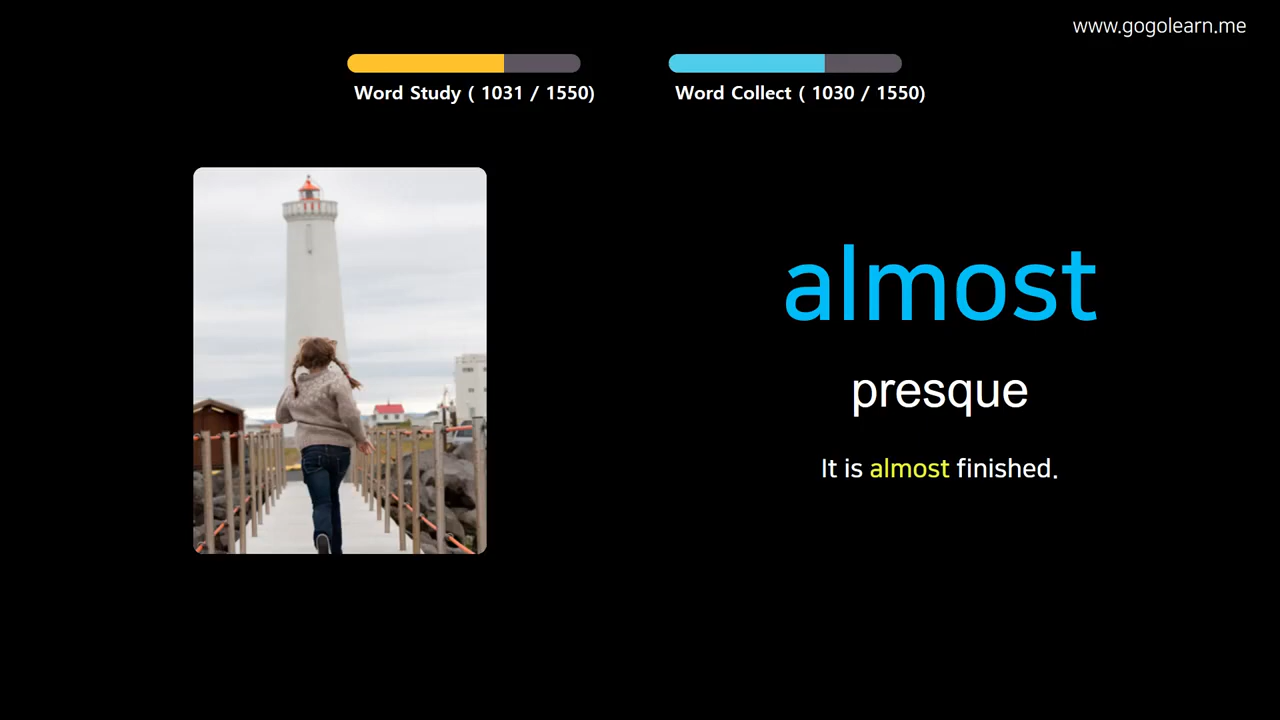 www.gogolearn.me
Word Study ( 1031 / 1550)
Word Collect ( 1030 / 1550)
almost
presque
It is almost finished.